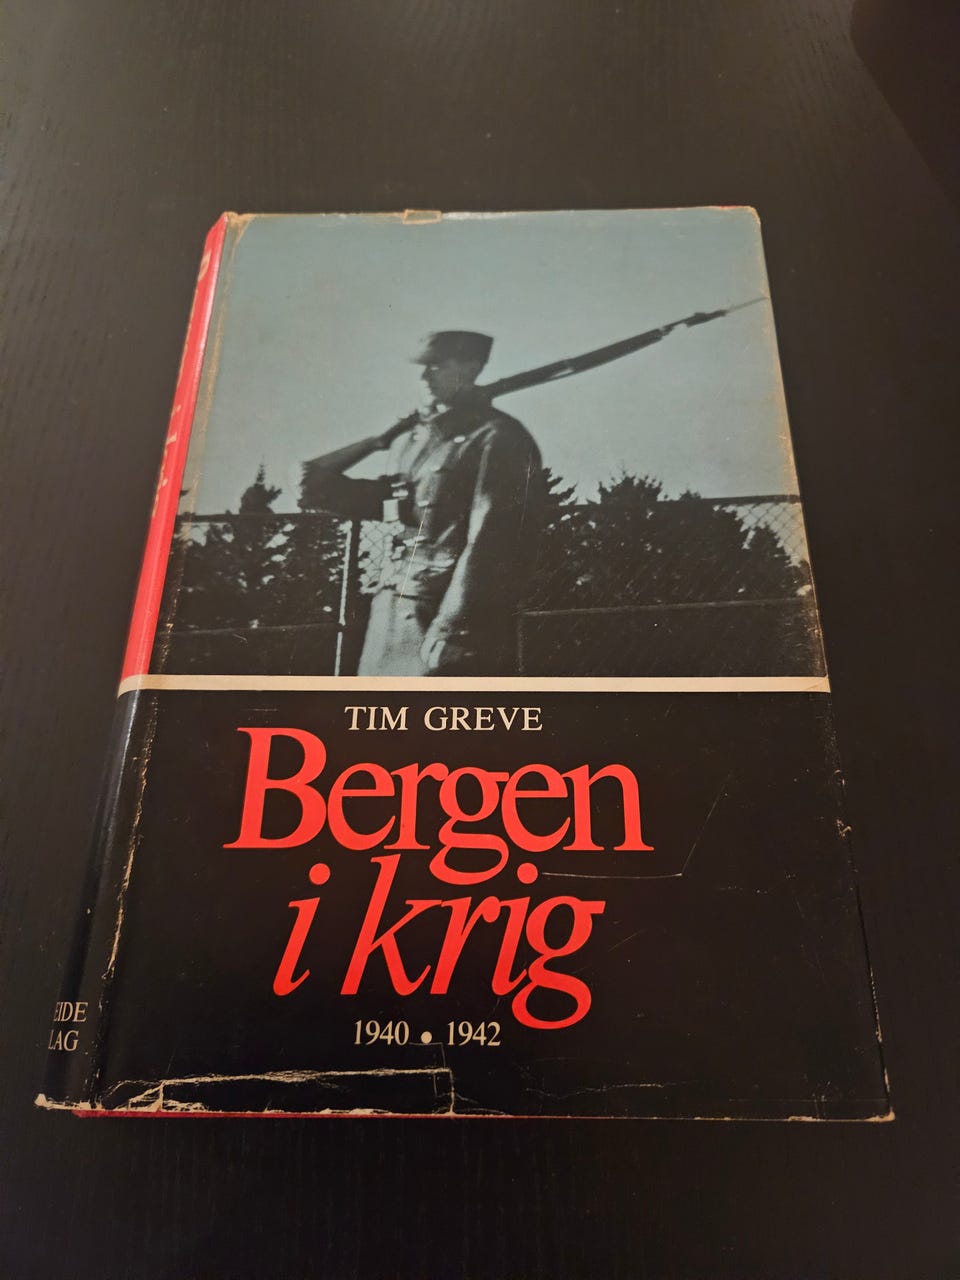 TIM GREVE
Bergen
i krig
1940 • 1942
EIDE
LAG